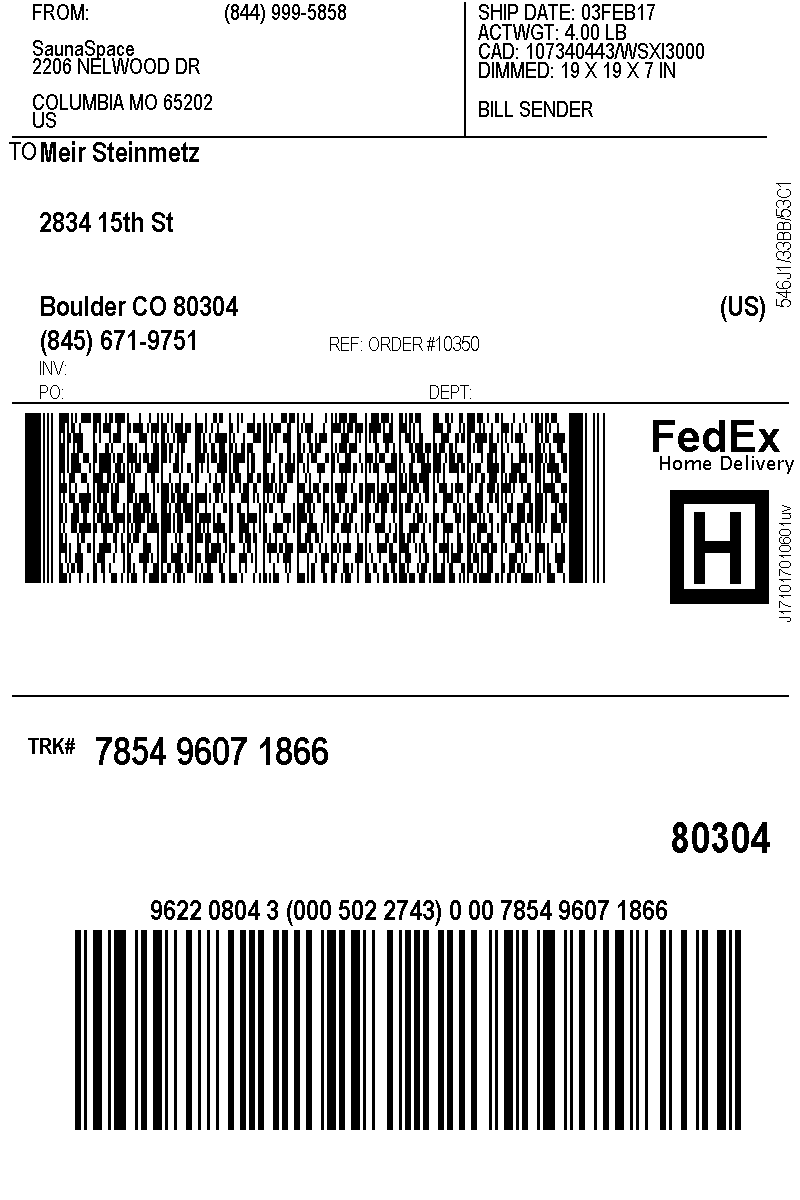 FROM: (844) 999-5858
SaunaSpace
2206 NELWOOD DR
COLUMBIA MO 65202
US
SHIP DATE: 03FEB17
ACTWGT: 4.00 LB
CAD: 107340443/WSXI3000
DIMMED: 19 X 19 X 7 IN
BILL SENDER
TO Meir Steinmetz
2834 15th St
Boulder CO 80304 (US)
(845) 671-9751 REF: ORDER #10350
INV:
PO: DEPT:
546J1/33BB/53C1
FedEx
Home Delivery
H
J171017010601uv
TRK# 7854 9607 1866
80304
9622 0804 3 (000 502 2743) 0 00 7854 9607 1866